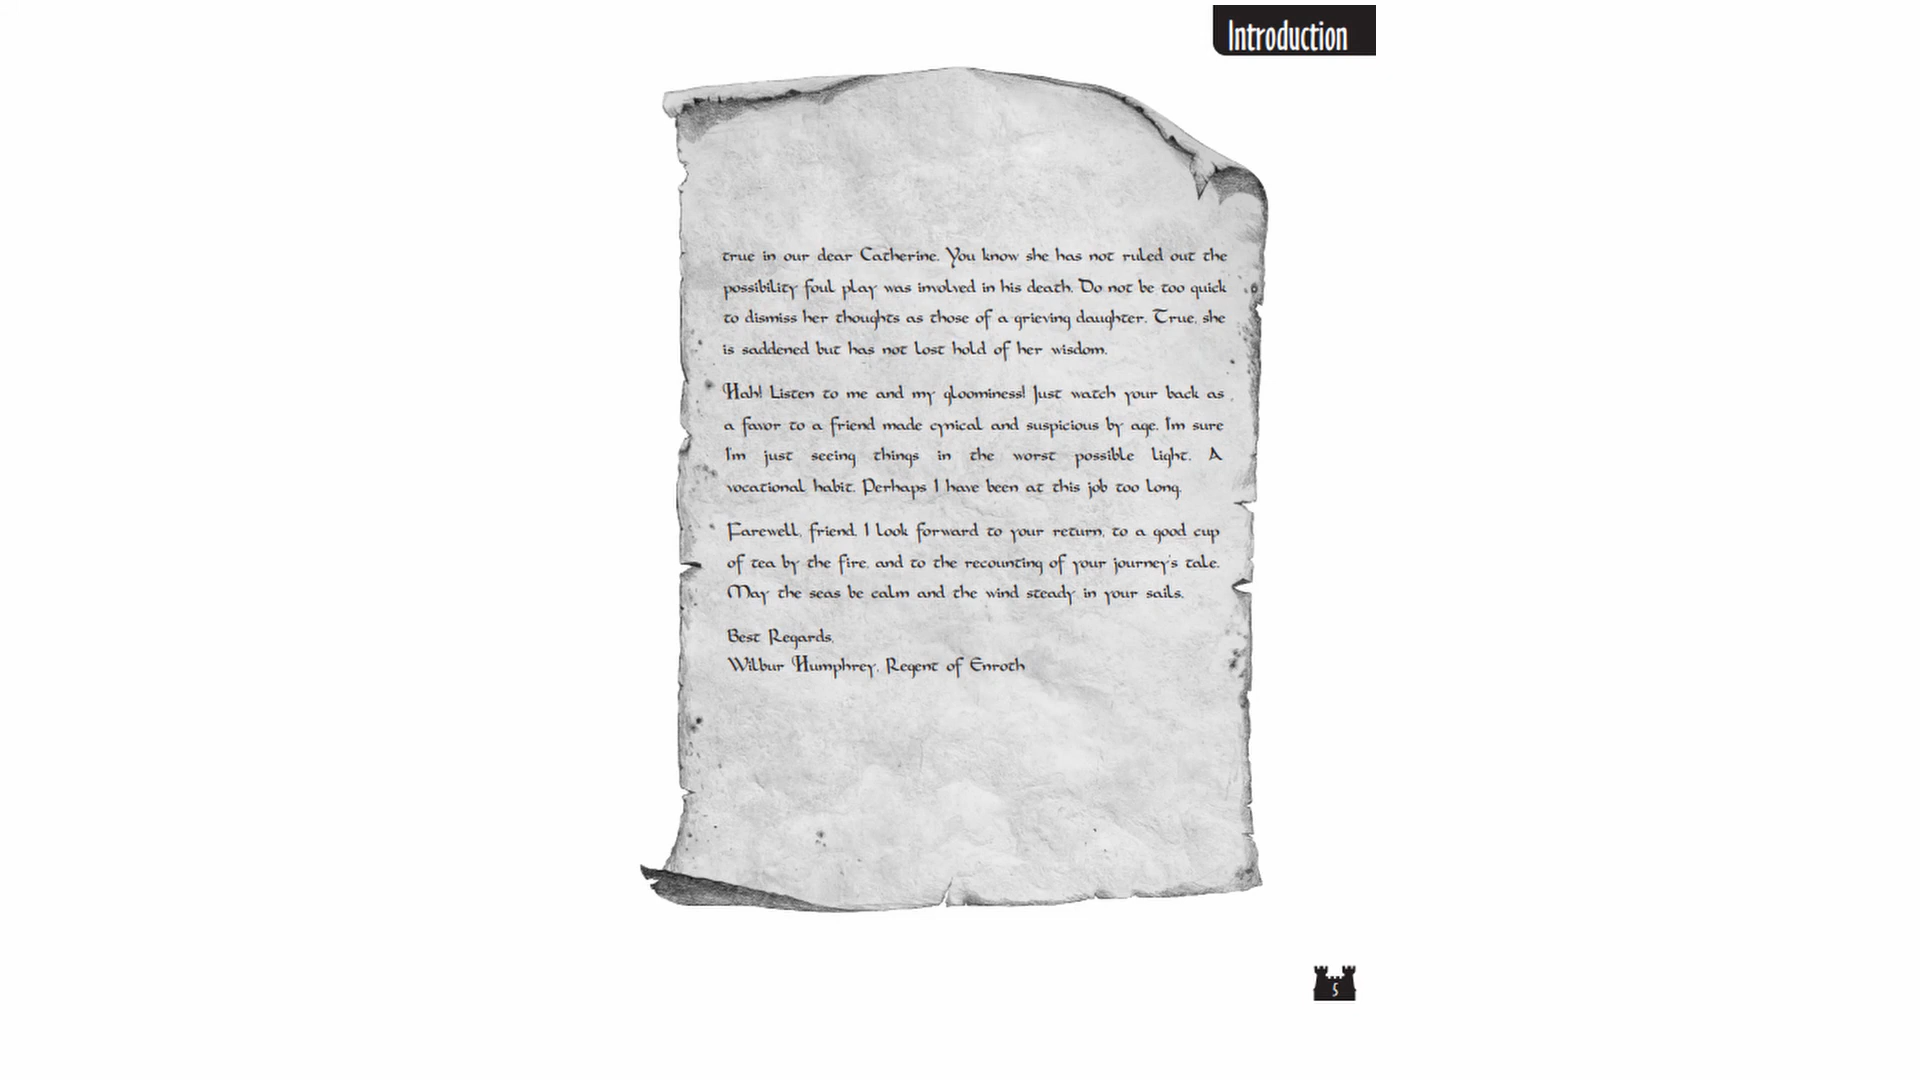 Introduction
true in our dear Catherine. You know she has not ruled out the
possibility foul play was involved in his death. Do not be too quick
to dismiss her thoughts as those of a grieving daughter. True, she
is saddened but has not lost hold of her wisdom.
Hah! Listen to me and my gloominess! Just watch your back as
a favor to a friend made cynical and suspicious by age. I'm sure
I'm just seeing things in the worst possible light. A
vocational habit. Perhaps I have been at this job too long.
Farewell, friend. I look forward to your return, to a good cup
of tea by the fire, and to the recounting of your journey's tale.
May the seas be calm and the wind steady in your sails.
Best Regards,
Wilbur Humphrey, Regent of Enroth
5